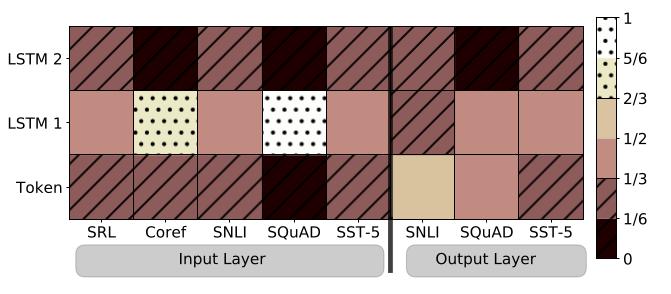 1
LSTM 2
5/6
2/3
LSTM 1
1/2
1/3
Token
1/6
0
SRL Coref SNLI SQuAD SST-5 SNLI SQuAD SST-5
Input Layer Output Layer